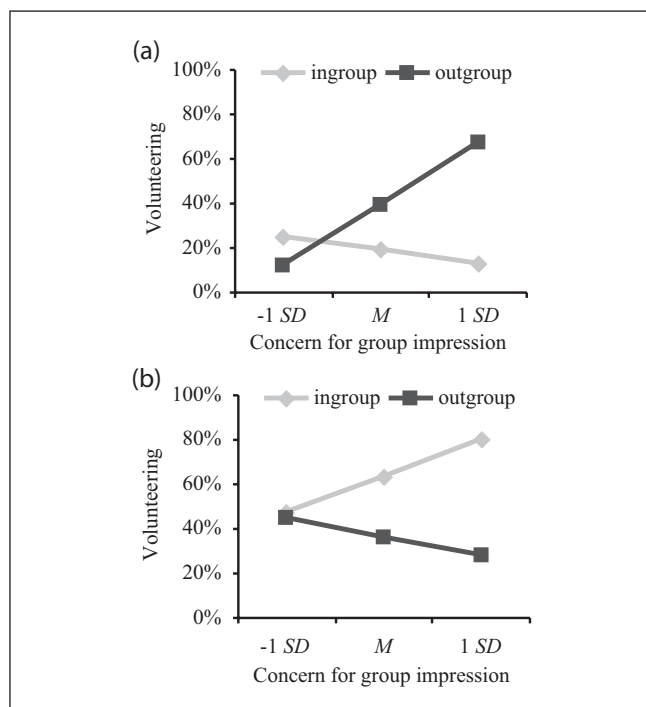 (a)
100%
ingroup outgroup
80%
60%
40%
20%
0%
Volunteering
-1 SD M 1 SD
Concern for group impression
(b)
100%
ingroup outgroup
80%
60%
40%
20%
0%
Volunteering
-1 SD M 1 SD
Concern for group impression